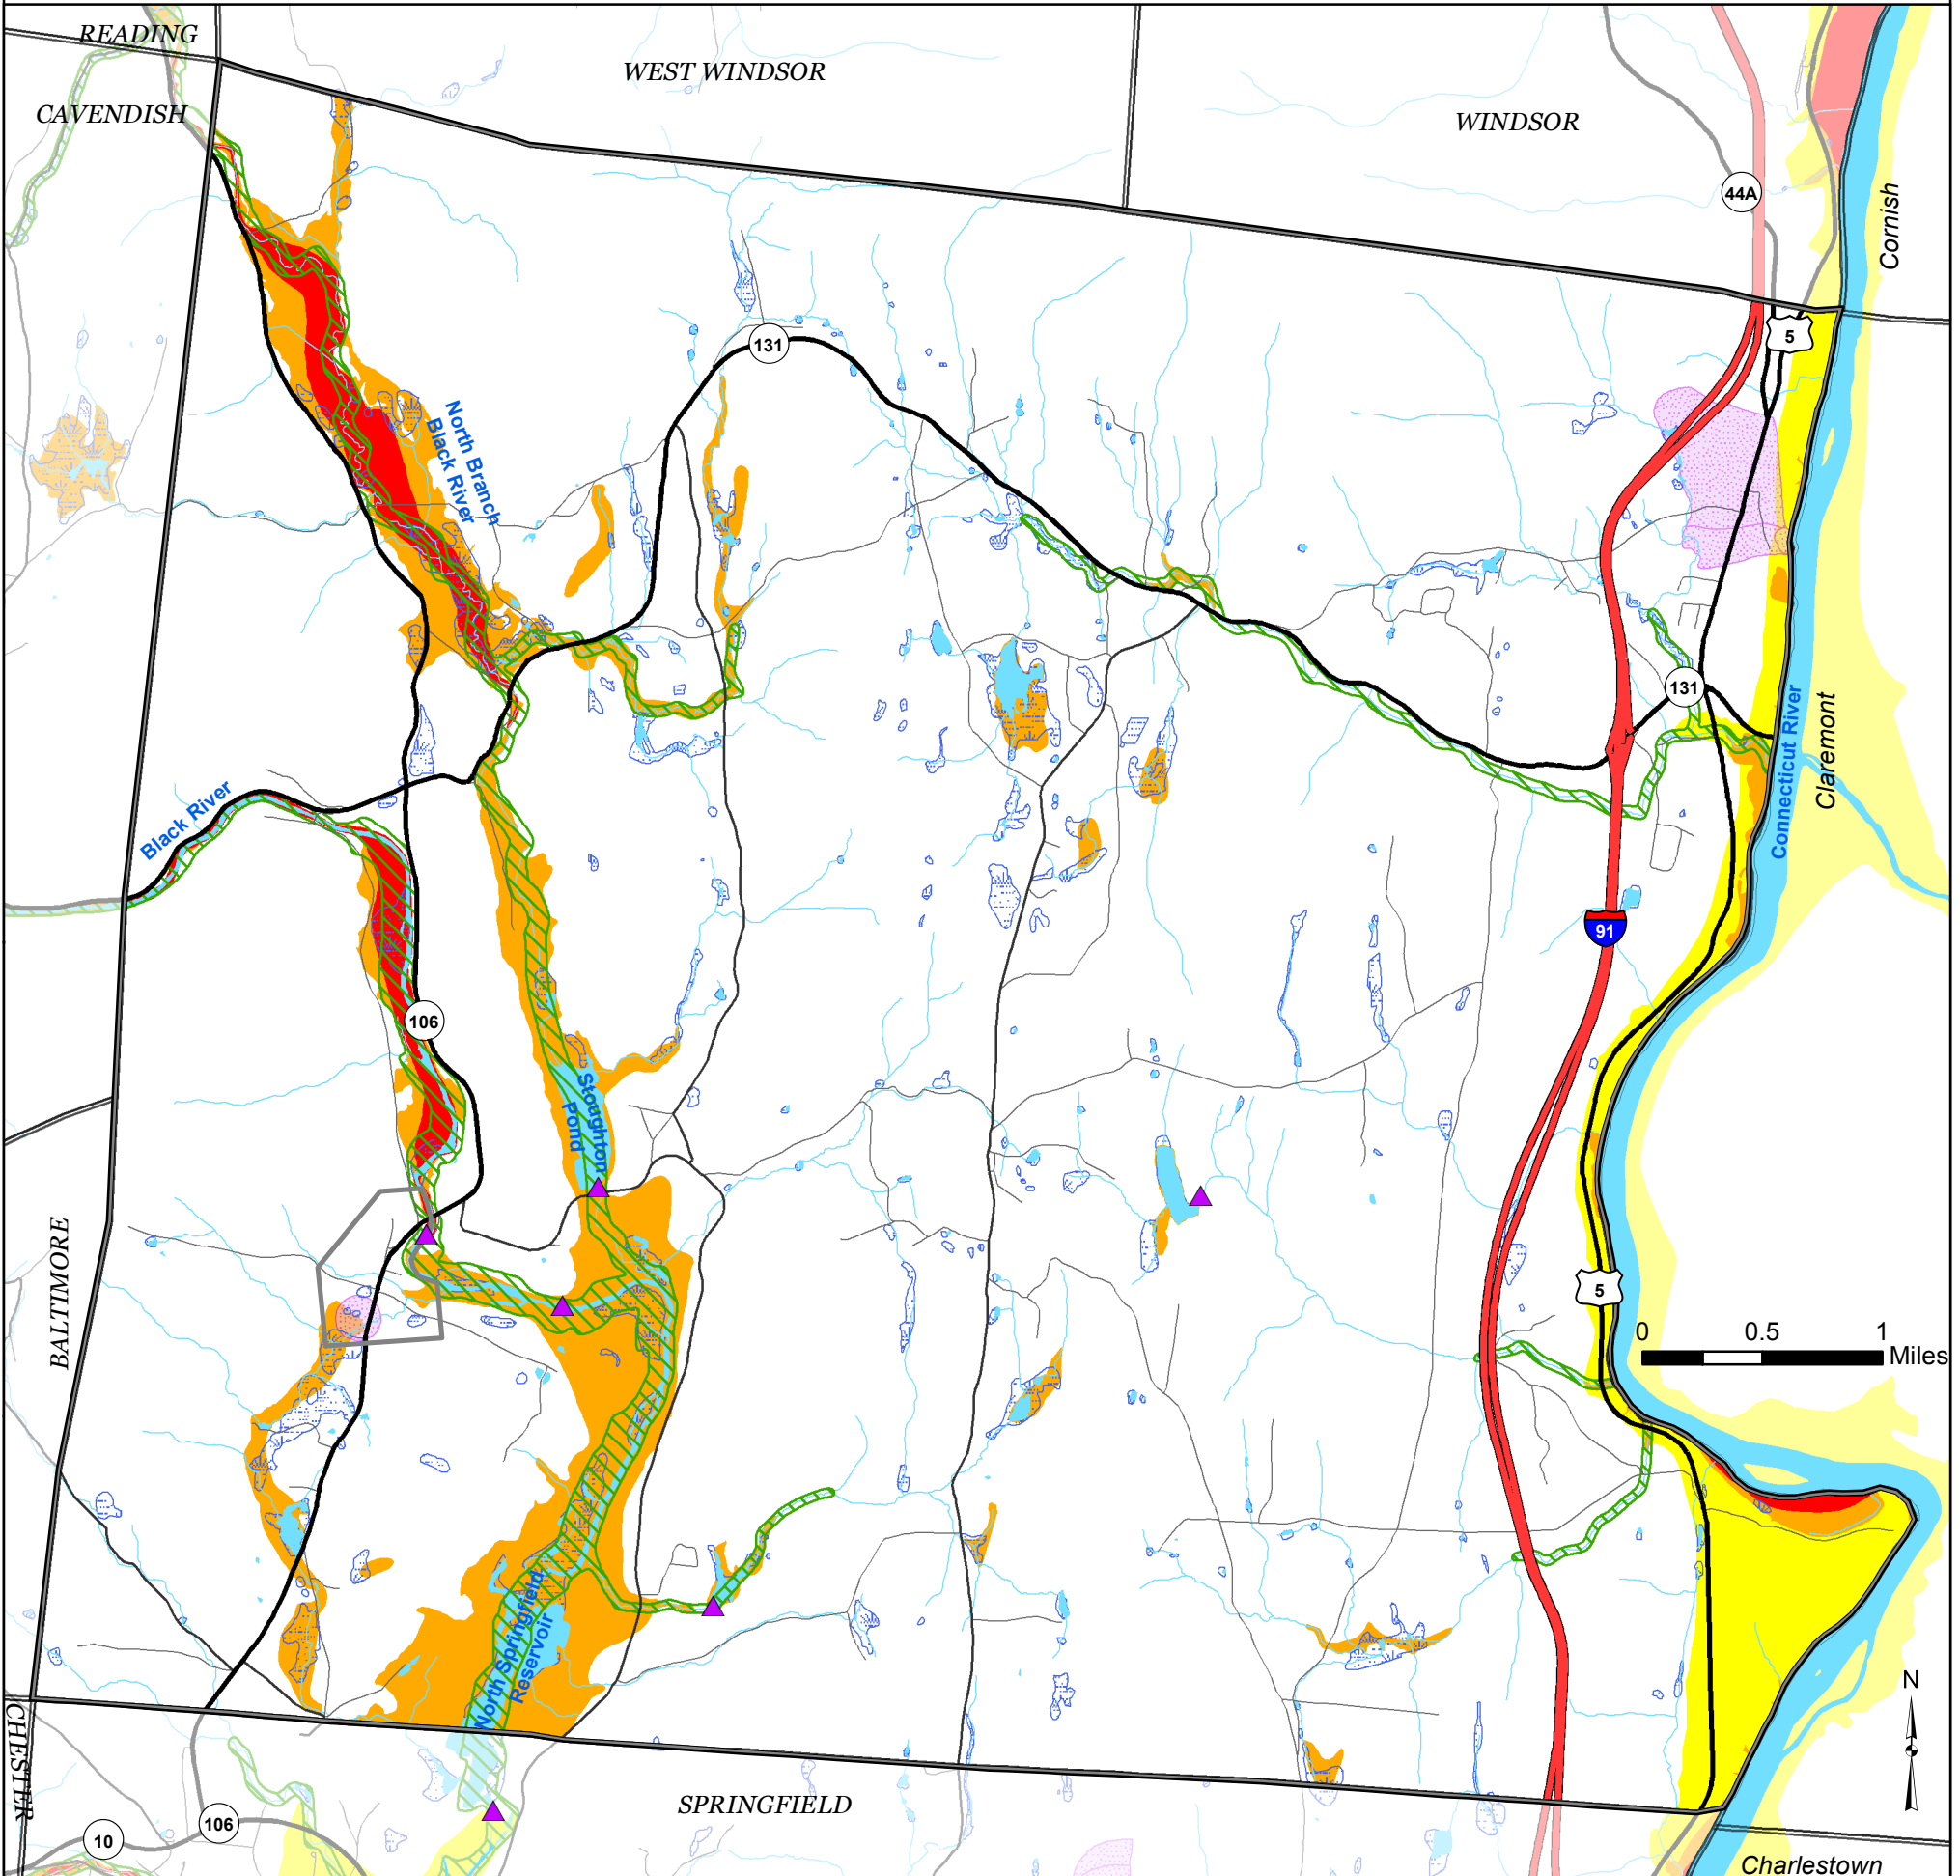 READING
WEST WINDSOR
CAVENDISH
WINDSOR
44A
Cornish
5
131
North Branch
Black River
131
Connecticut River
Claremont
Black River
91
106
Stoughton
Pond
BALTIMORE
5
0 0.5 1
Miles
North Springfield
Reservoir
N
CHESTER
SPRINGFIELD
106
10
Charlestown